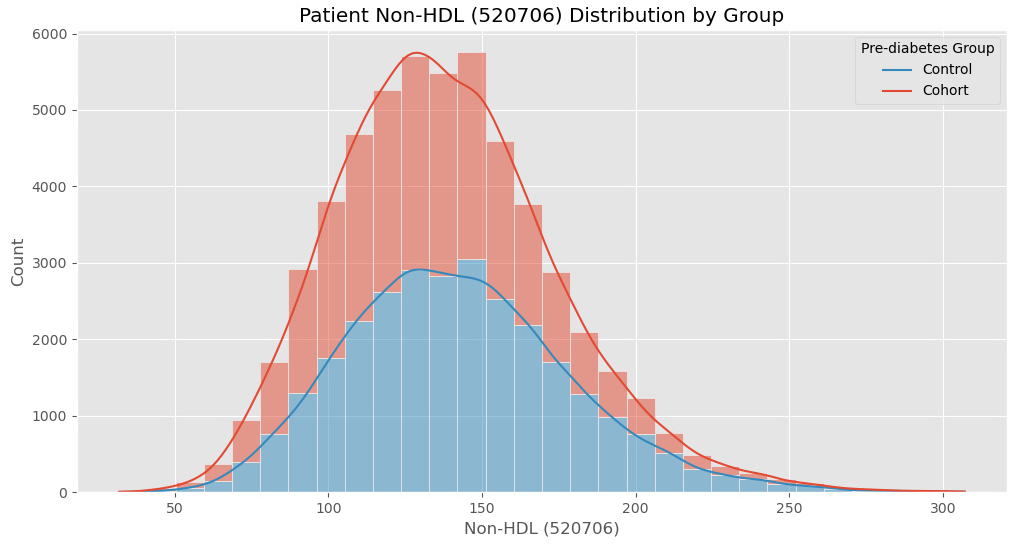 Patient Non-HDL (520706) Distribution by Group
Pre-diabetes Group
Control
Cohort
Count
6000
5000
4000
3000
2000
1000
0
50
100
150
200
250
300
Non-HDL (520706)